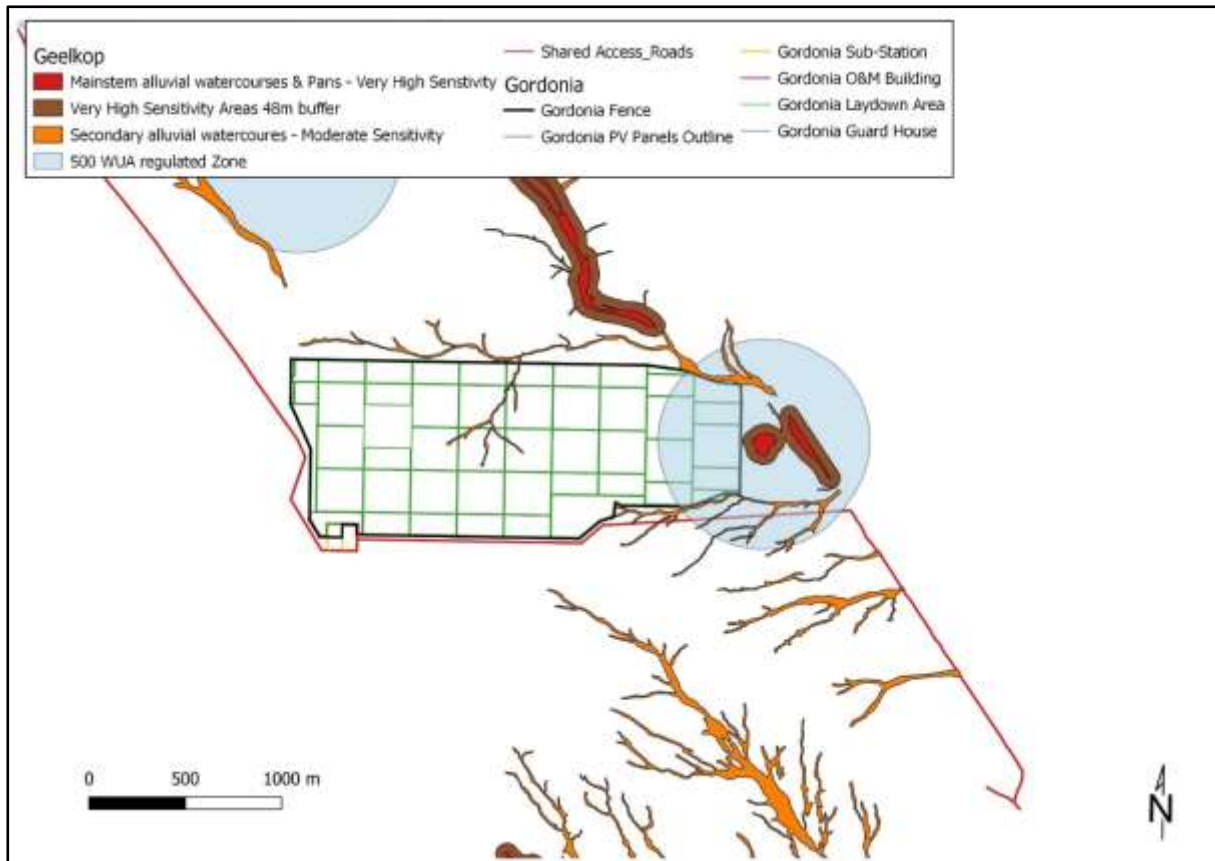 Geelkop
Mainstem alluvial watercourses & Pans - Very High Senstivity
Very High Sensitivity Areas 48m buffer
Secondary alluvial watercoures - Moderate Sensitivity
500 WUA regulated Zone
Shared Access_Roads
Gordonia
Gordonia Fence
Gordonia PV Panels Outline
Gordonia Sub-Station
Gordonia O&M Building
Gordonia Laydown Area
Gordonia Guard House
0 500 1000 m
N